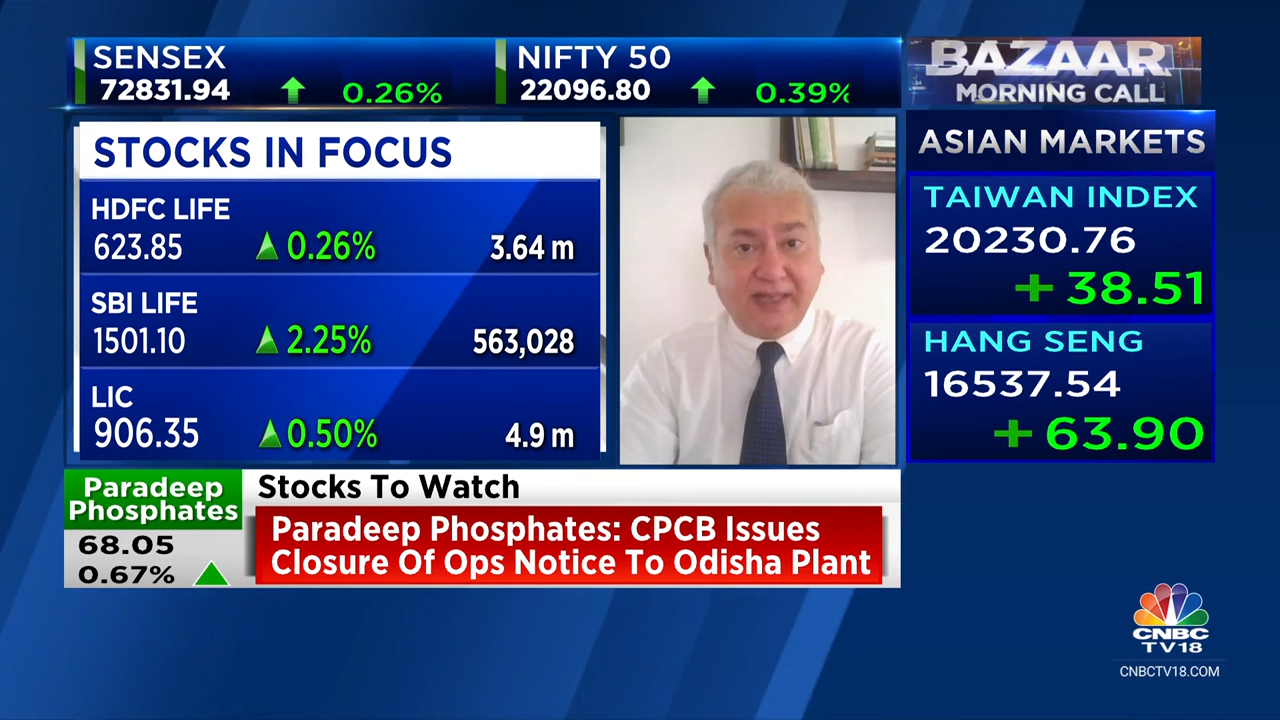 SENSEX
72831.94 0.26%
NIFTY 50
22096.80 0.39%
BAZAAR
MORNING CALL
STOCKS IN FOCUS
HDFC LIFE
623.85 0.26% 3.64 m
SBI LIFE
1501.10 2.25% 563,028
LIC
906.35 0.50% 4.9 m
ASIAN MARKETS
TAIWAN INDEX
20230.76
+ 38.51
HANG SENG
16537.54
+ 63.90
Paradeep
Phosphates
68.05
0.67%
Stocks To Watch
Paradeep Phosphates: CPCB Issues
Closure Of Ops Notice To Odisha Plant
CNBC
TV18
CNBCTV18.COM